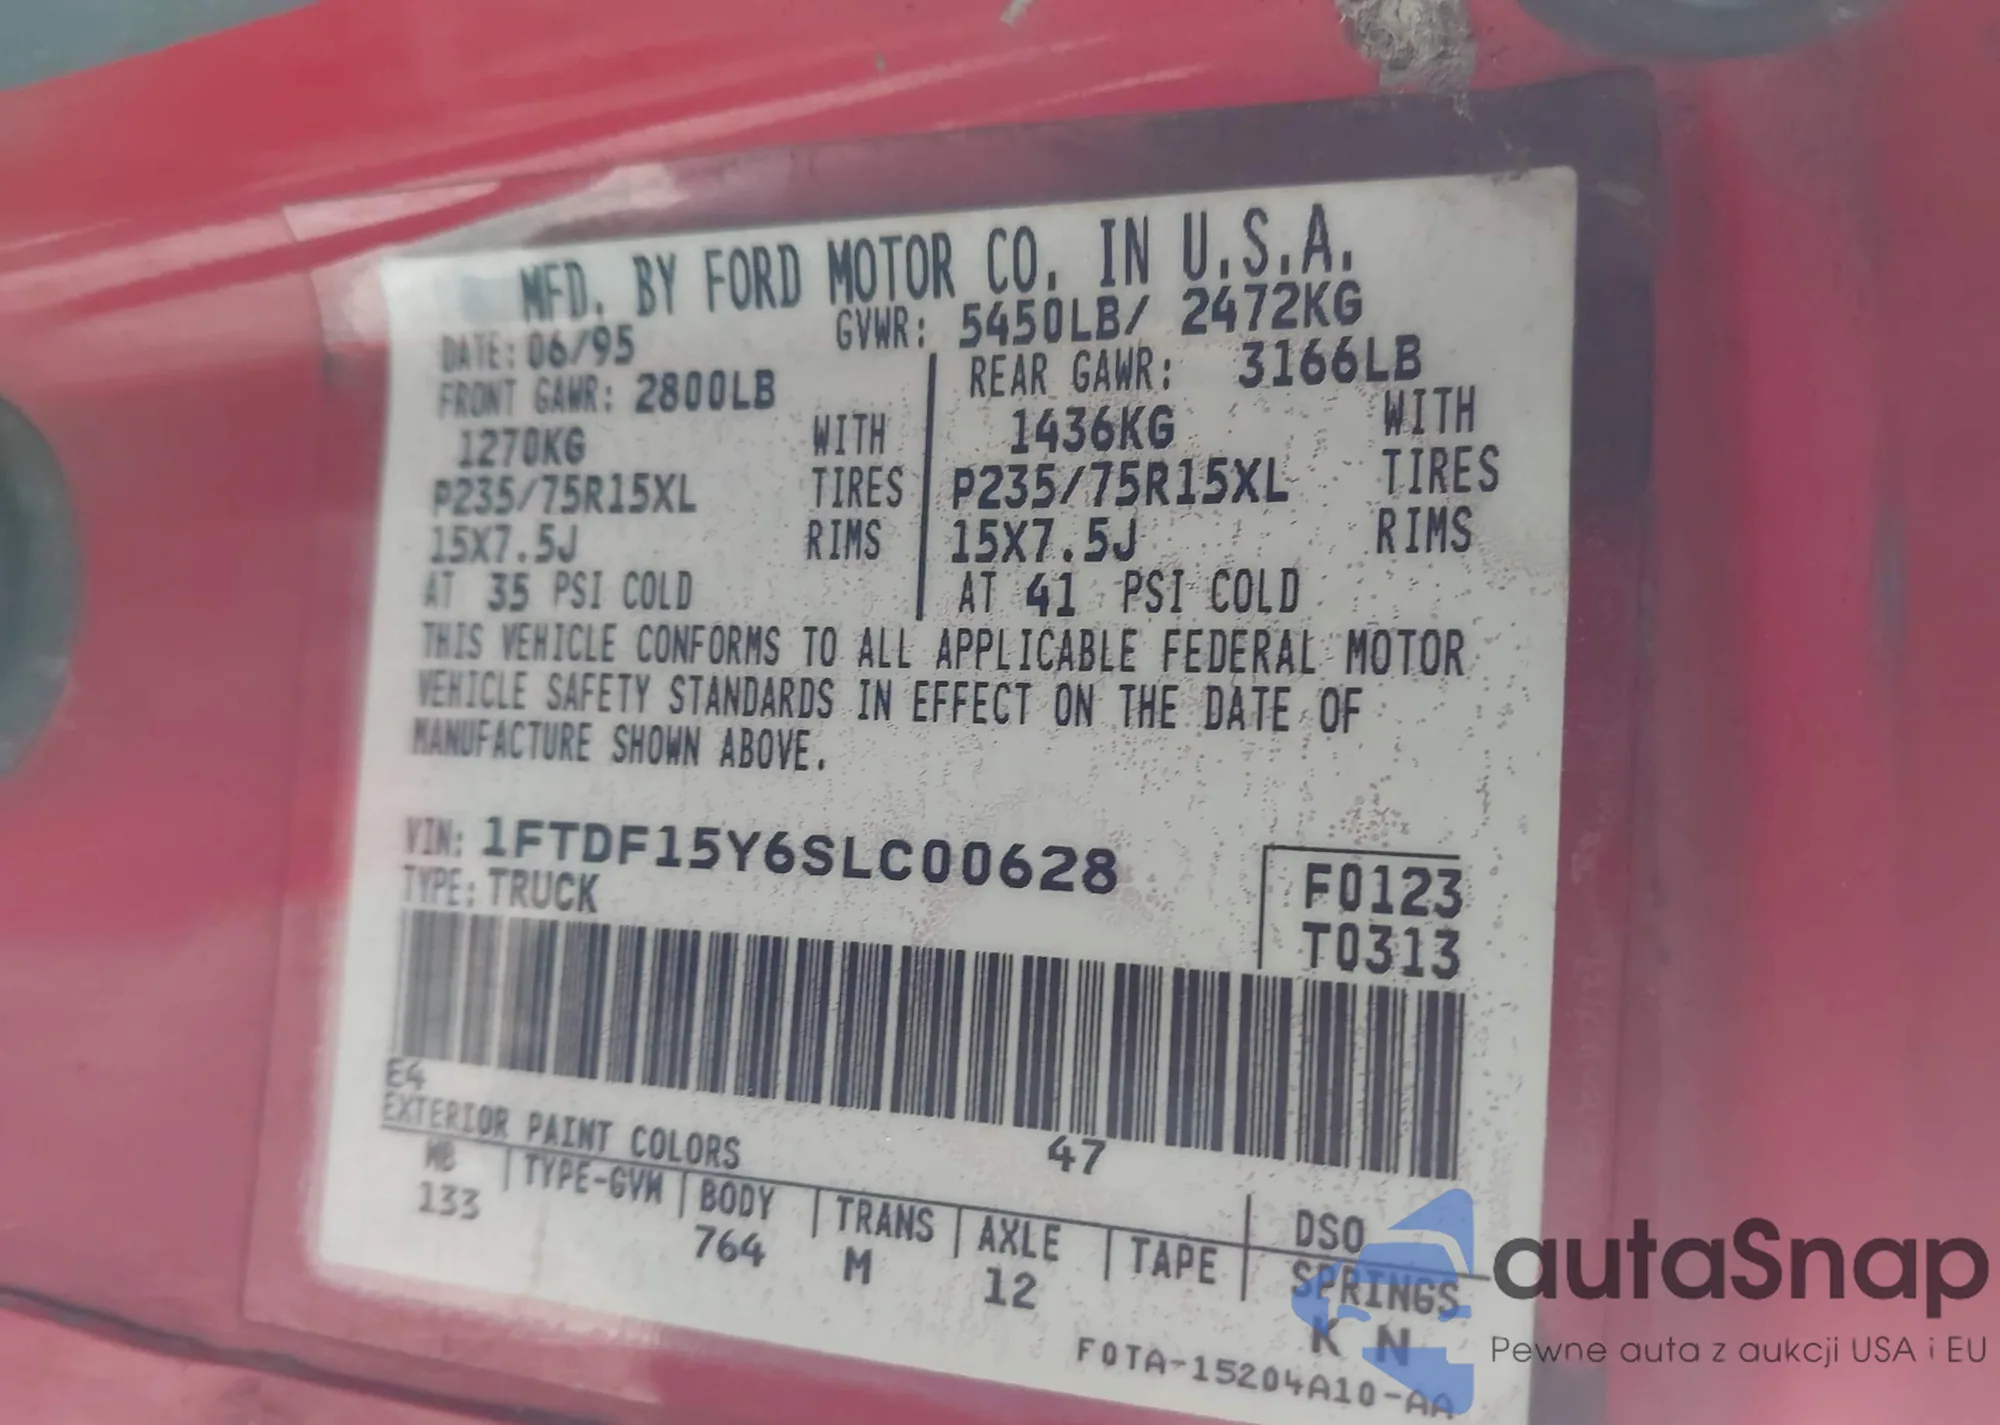 MFD. BY FORD MOTOR CO. IN U.S.A.
DATE: 06/95 GVWR: 5450LB/ 2472KG
FRONT GAWR: 2800LB REAR GAWR: 3166LB
1270KG WITH 1436KG WITH
P235/75R15XL TIRES P235/75R15XL TIRES
15X7.5J RIMS 15X7.5J RIMS
AT 35 PSI COLD AT 41 PSI COLD
THIS VEHICLE CONFORMS TO ALL APPLICABLE FEDERAL MOTOR
VEHICLE SAFETY STANDARDS IN EFFECT ON THE DATE OF
MANUFACTURE SHOWN ABOVE.
VIN: 1FTDF15Y6SLC00628
TYPE: TRUCK
F0123
T0313
E4
EXTERIOR PAINT COLORS 47 DSO
WB TYPE-GVW BODY TRANS AXLE TAPE SPRINGS
133 764 M 12 K N
F0TA-15204A10-AA
autaSnap
Pewne auta z aukcji USA i EU